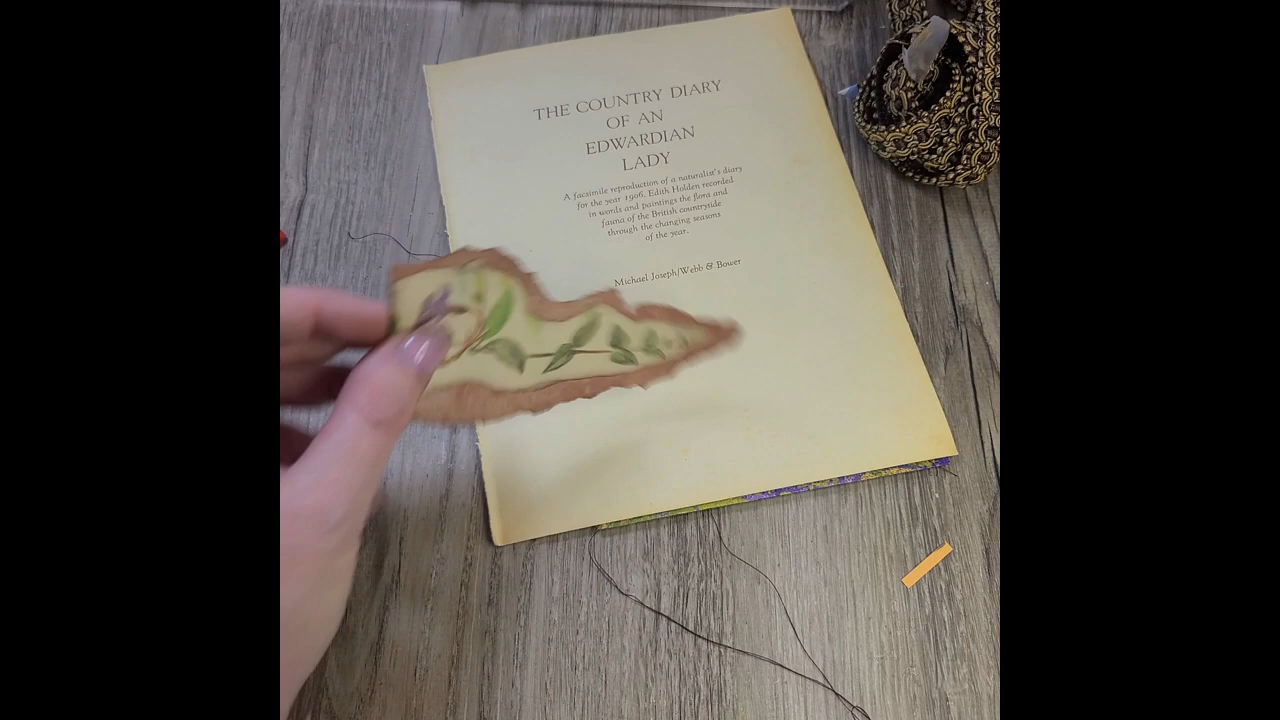 THE COUNTRY DIARY
OF AN
EDWARDIAN
LADY
A facsimile reproduction of a naturalist's diary
for the year 1906. Edith Holden recorded
in words and paintings the flora and
fauna of the British countryside
through the changing seasons
of the year.
Michael Joseph/Webb & Bower